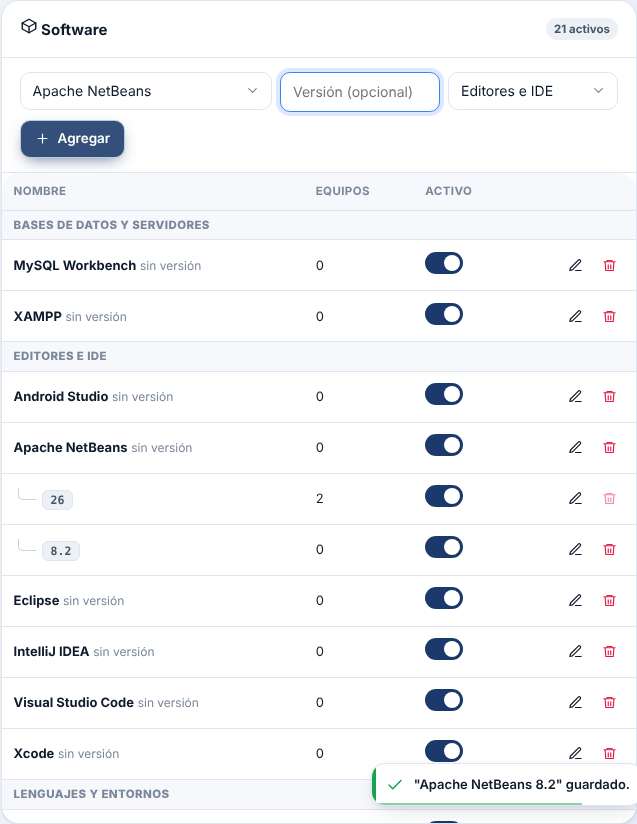 Software
21 activos
Apache NetBeans
Versión (opcional)
Editores e IDE
+ Agregar
NOMBRE EQUIPOS ACTIVO
BASES DE DATOS Y SERVIDORES
MySQL Workbench sin versión 0
XAMPP sin versión 0
EDITORES E IDE
Android Studio sin versión 0
Apache NetBeans sin versión 0
26 2
8.2 0
Eclipse sin versión 0
IntelliJ IDEA sin versión 0
Visual Studio Code sin versión 0
Xcode sin versión 0
"Apache NetBeans 8.2" guardado.
LENGUAJES Y ENTORNOS